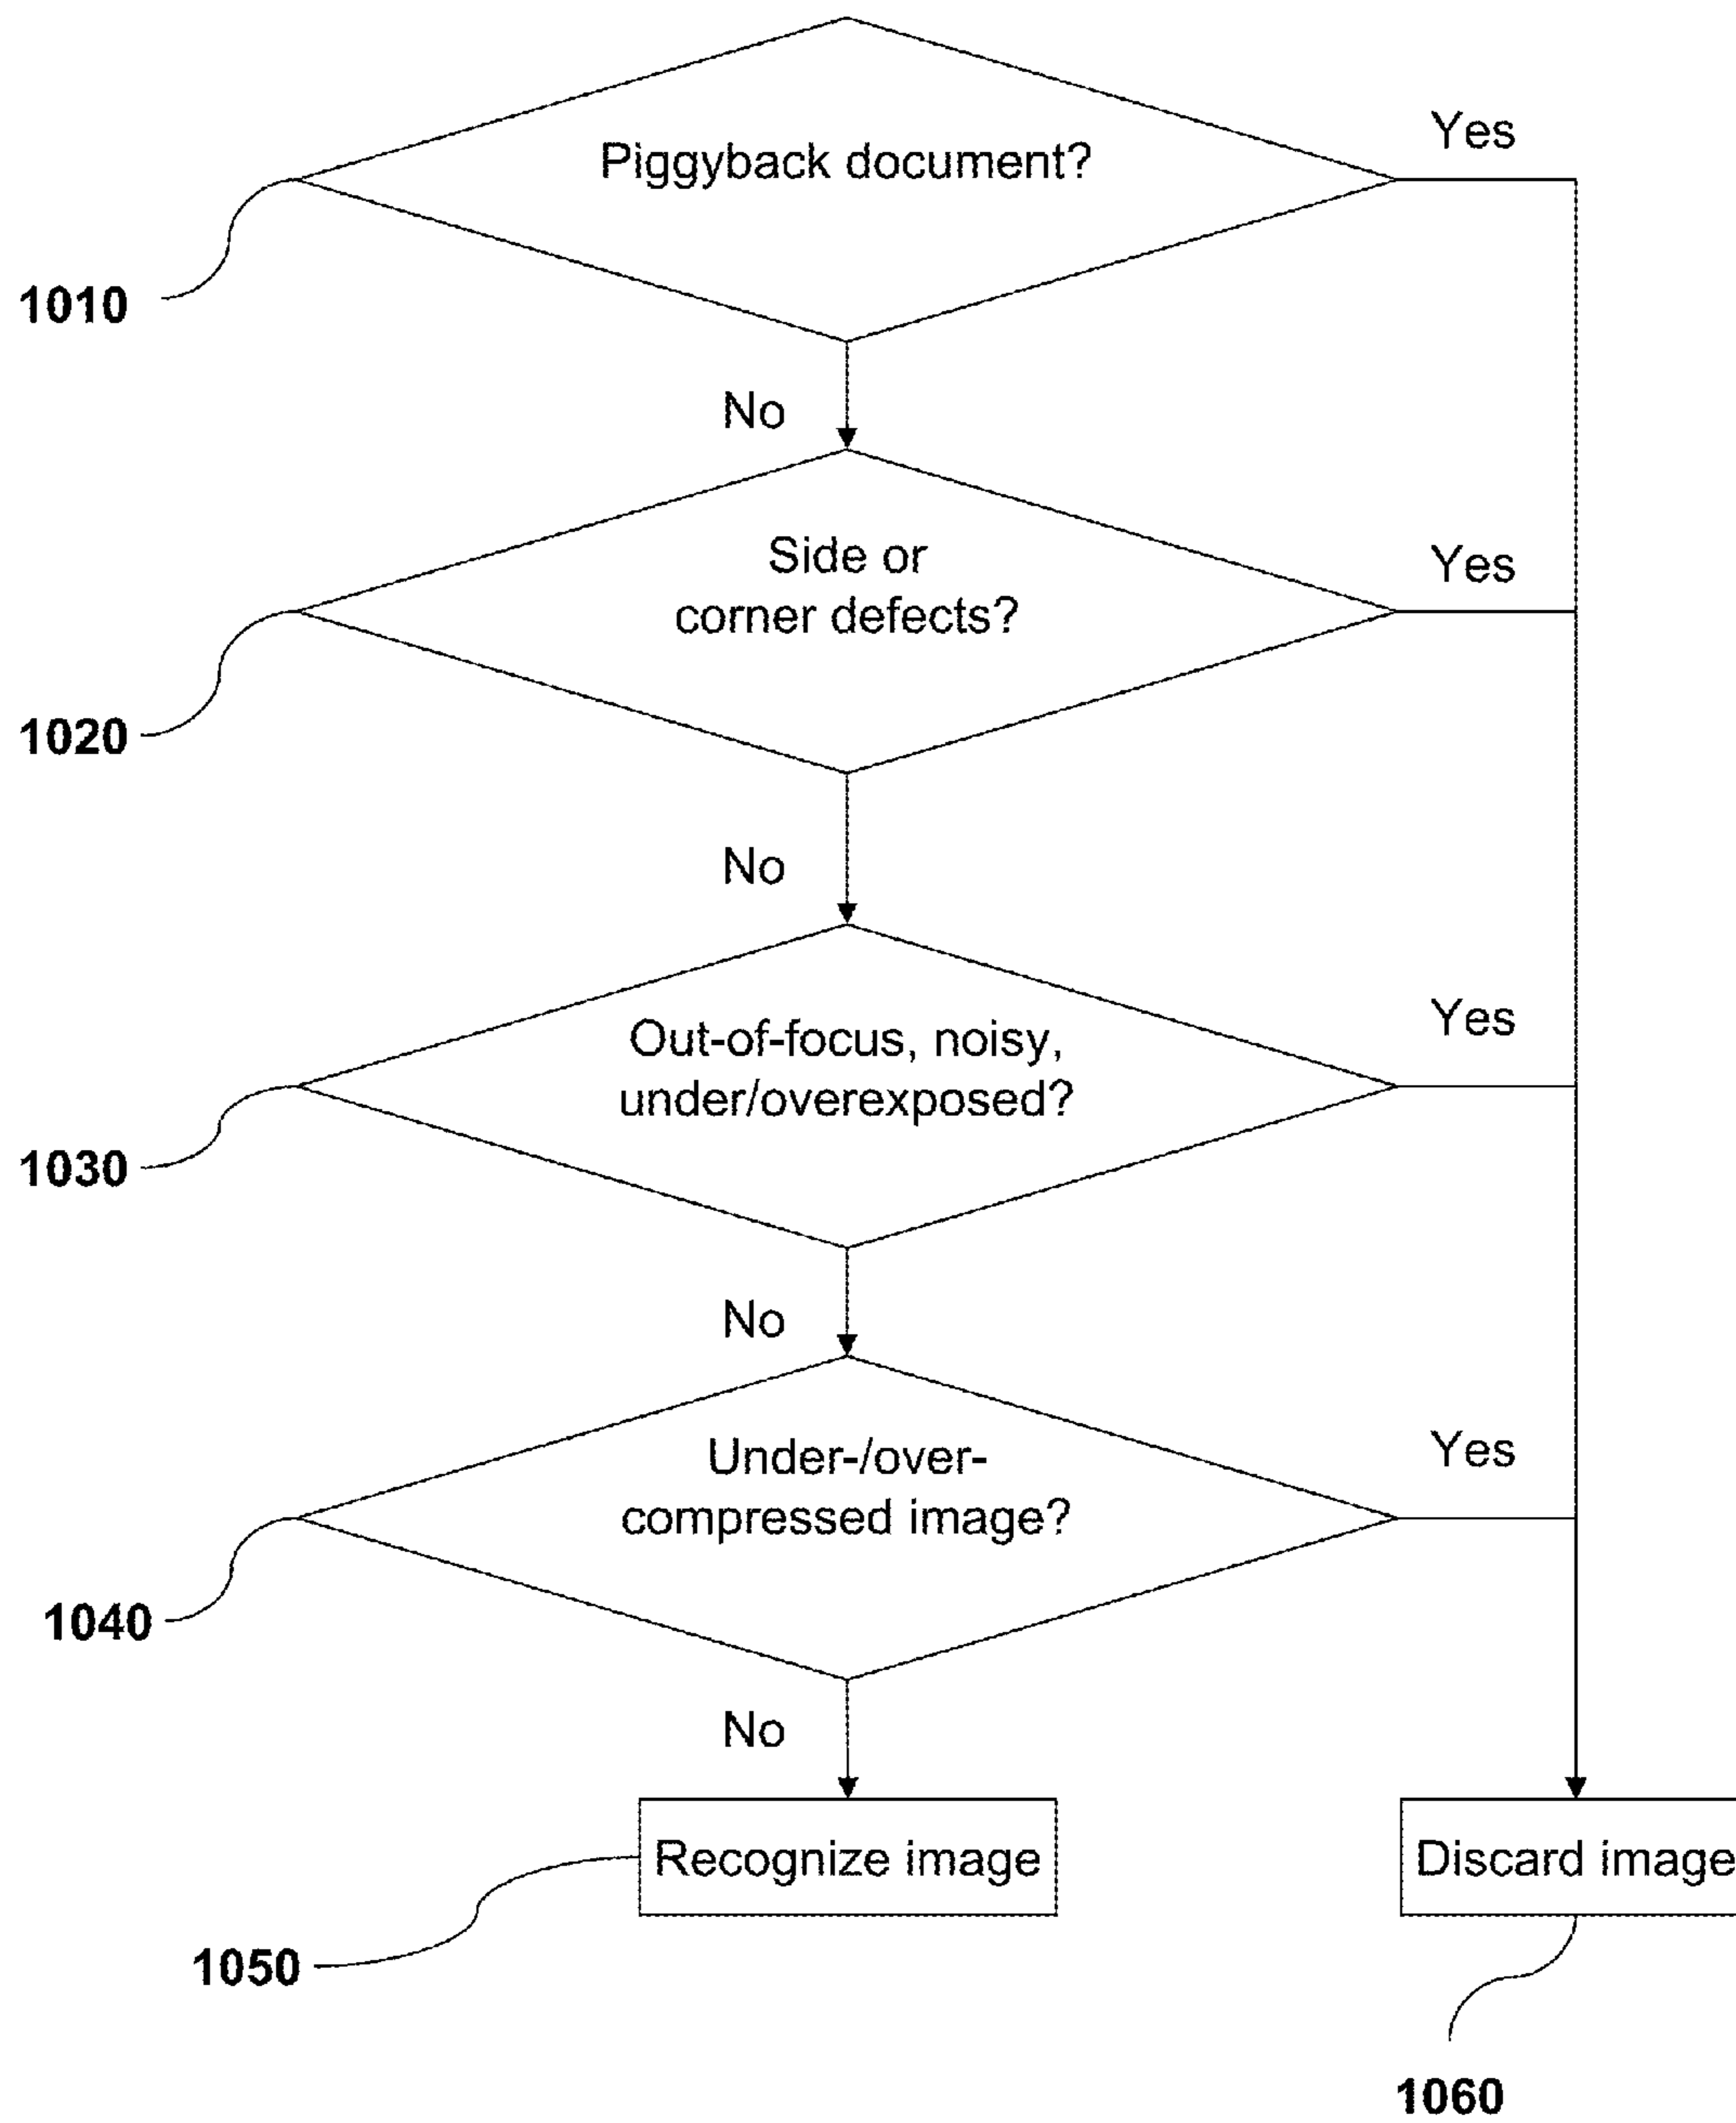 Piggyback document?
Yes
1010
No
Side or
corner defects?
Yes
1020
No
Out-of-focus, noisy,
under/overexposed?
Yes
1030
No
Under-/over-
compressed image?
Yes
1040
No
Recognize image
Discard image
1050
1060